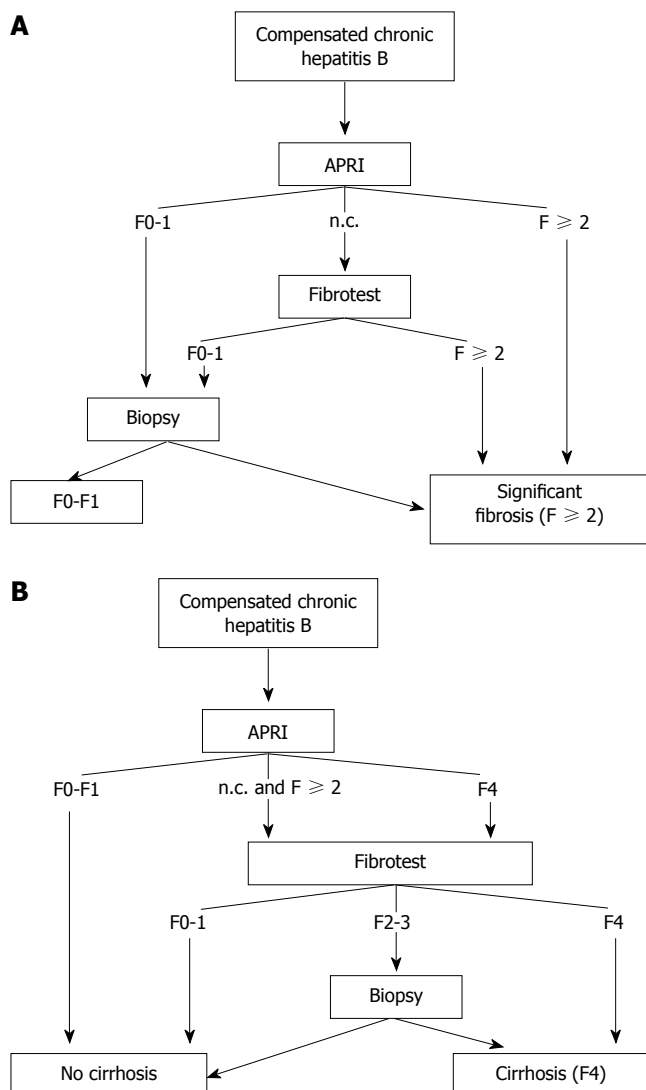 A
Compensated chronic
hepatitis B
APRI
F0-1
n.c.
F ⩾ 2
Fibrotest
F0-1
F ⩾ 2
Biopsy
F0-F1
Significant
fibrosis (F ⩾ 2)
B
Compensated chronic
hepatitis B
APRI
F0-F1
n.c. and F ⩾ 2
F4
Fibrotest
F0-1
F2-3
F4
Biopsy
No cirrhosis
Cirrhosis (F4)